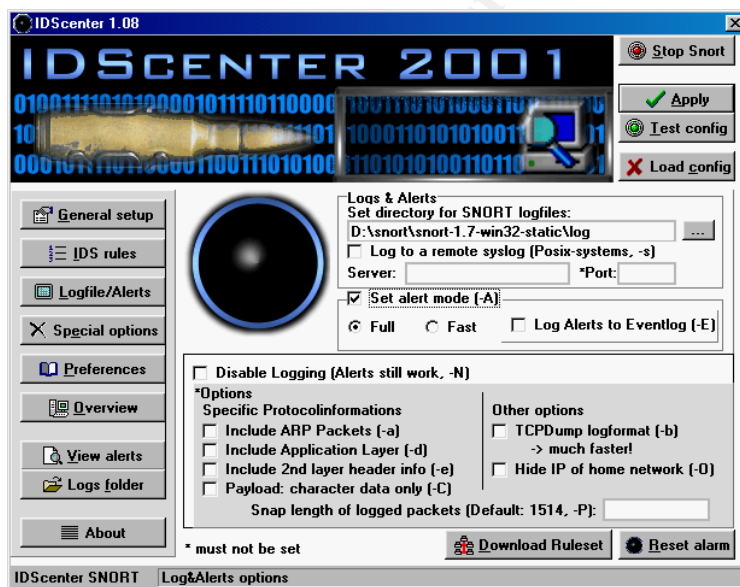 IDScenter 1.08
IDSCENTER 2001
Stop Snort
Apply
Test config
Load config
General setup
IDS rules
Logfile/Alerts
Special options
Preferences
Overview
View alerts
Logs folder
About
Logs & Alerts
Set directory for SNORT logfiles:
D:\snort\snort-1.7-win32-static\log
...
Log to a remote syslog (Posix-systems, -s)
Server: *Port:
Set alert mode (-A)
Full Fast Log Alerts to Eventlog (-E)
Disable Logging (Alerts still work, -N)
*Options
Specific Protocolinformations
Include ARP Packets (-a)
Include Application Layer (-d)
Include 2nd layer header info (-e)
Payload: character data only (-C)
Other options
TCPDump logformat (-b)
-> much faster!
Hide IP of home network (-O)
Snap length of logged packets (Default: 1514, -P):
* must not be set
Download Ruleset
Reset alarm
IDScenter SNORT Log&Alerts options